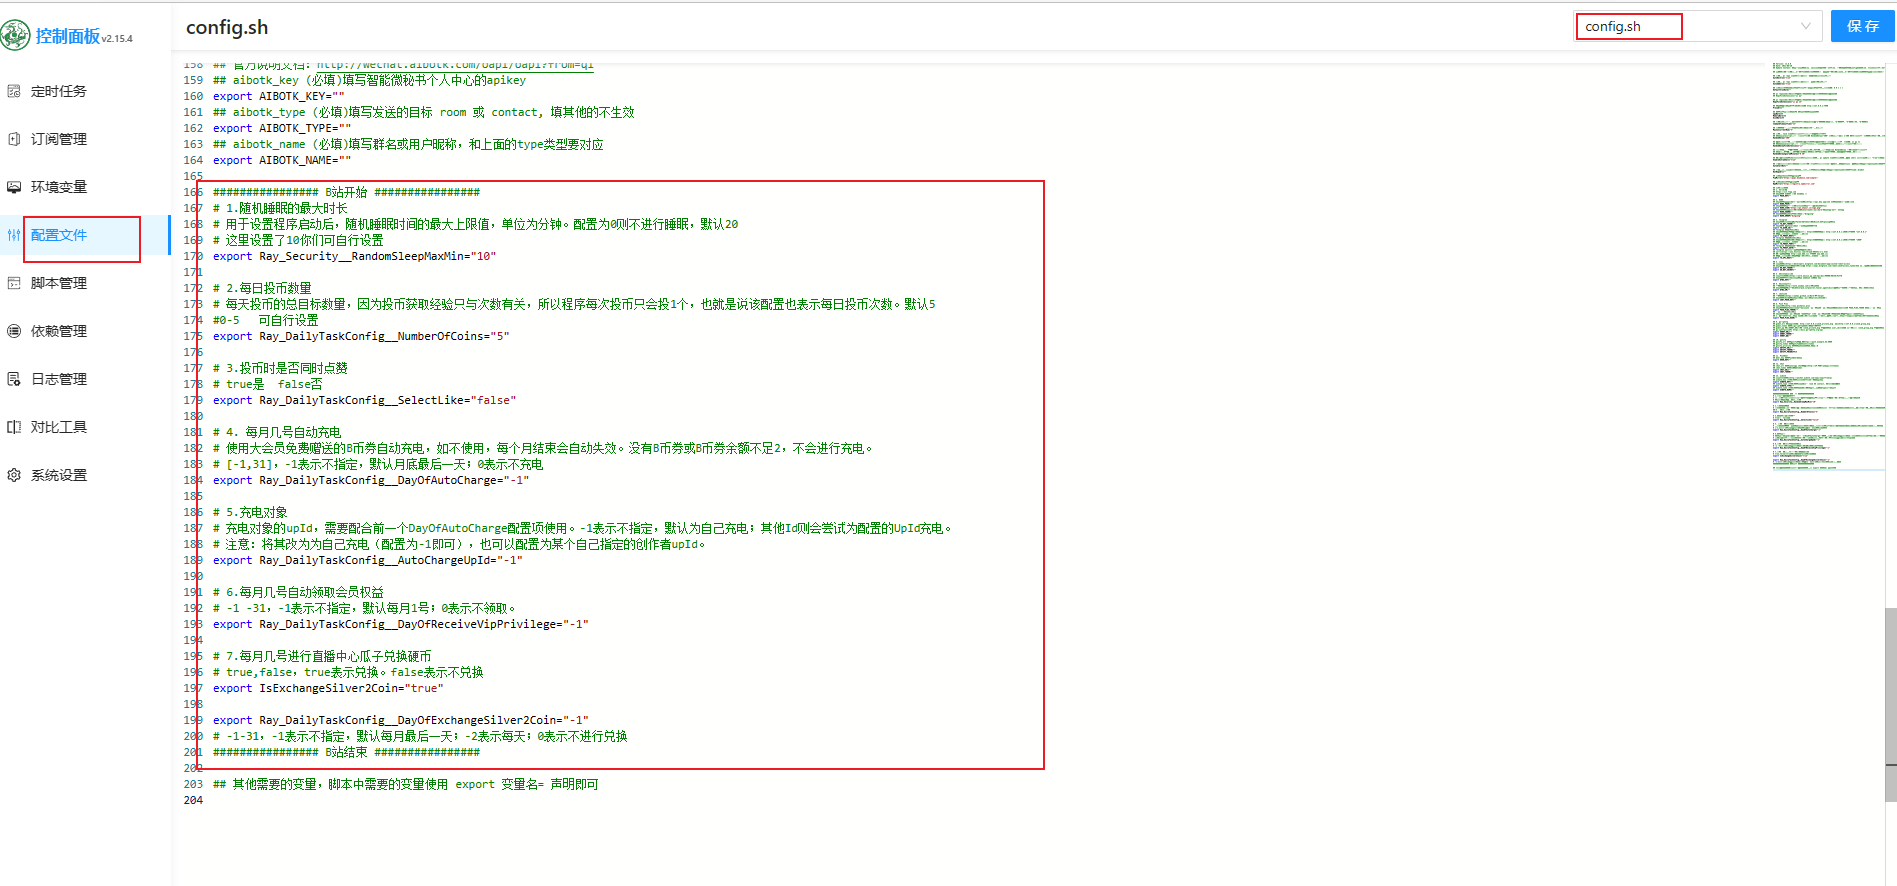 控制面板 v2.15.4
config.sh
config.sh
保 存
定时任务
订阅管理
环境变量
配置文件
脚本管理
依赖管理
日志管理
对比工具
系统设置
158 ## 官方说明文档：http://wechat.aibotk.com/oapi/oapi?from=ql
159 ## aibotk_key (必填)填写智能微秘书个人中心的apikey
160 export AIBOTK_KEY=""
161 ## aibotk_type (必填)填写发送的目标 room 或 contact, 填其他的不生效
162 export AIBOTK_TYPE=""
163 ## aibotk_name (必填)填写群名或用户昵称，和上面的type类型要对应
164 export AIBOTK_NAME=""
165
166 ################ B站开始 ################
167 # 1.随机睡眠的最大时长
168 # 用于设置程序启动后，随机睡眠时间的最大上限值，单位为分钟。配置为0则不进行睡眠，默认20
169 # 这里设置了10你们可自行设置
170 export Ray_Security__RandomSleepMaxMin="10"
171
172 # 2.每日投币数量
173 # 每天投币的总目标数量，因为投币获取经验只与次数有关，所以程序每次投币只会投1个，也就是说该配置也表示每日投币次数。默认5
174 #0-5   可自行设置
175 export Ray_DailyTaskConfig__NumberOfCoins="5"
176
177 # 3.投币时是否同时点赞
178 # true是  false否
179 export Ray_DailyTaskConfig__SelectLike="false"
180
181 # 4. 每月几号自动充电
182 # 使用大会员免费赠送的B币券自动充电，如不使用，每个月结束会自动失效。没有B币券或B币券余额不足2，不会进行充电。
183 # [-1,31]，-1表示不指定，默认月底最后一天；0表示不充电
184 export Ray_DailyTaskConfig__DayOfAutoCharge="-1"
185
186 # 5.充电对象
187 # 充电对象的upId，需要配合前一个DayOfAutoCharge配置项使用。-1表示不指定，默认为自己充电；其他Id则会尝试为配置的UpId充电。
188 # 注意：将其改为为自己充电（配置为-1即可），也可以配置为某个自己指定的创作者upId。
189 export Ray_DailyTaskConfig__AutoChargeUpId="-1"
190
191 # 6.每月几号自动领取会员权益
192 # -1 -31，-1表示不指定，默认每月1号；0表示不领取。
193 export Ray_DailyTaskConfig__DayOfReceiveVipPrivilege="-1"
194
195 # 7.每月几号进行直播中心瓜子兑换硬币
196 # true,false，true表示兑换。false表示不兑换
197 export IsExchangeSilver2Coin="true"
198
199 export Ray_DailyTaskConfig__DayOfExchangeSilver2Coin="-1"
200 # -1-31，-1表示不指定，默认每月最后一天；-2表示每天；0表示不进行兑换
201 ################ B站结束 ################
202
203 ## 其他需要的变量，脚本中需要的变量使用 export 变量名= 声明即可
204